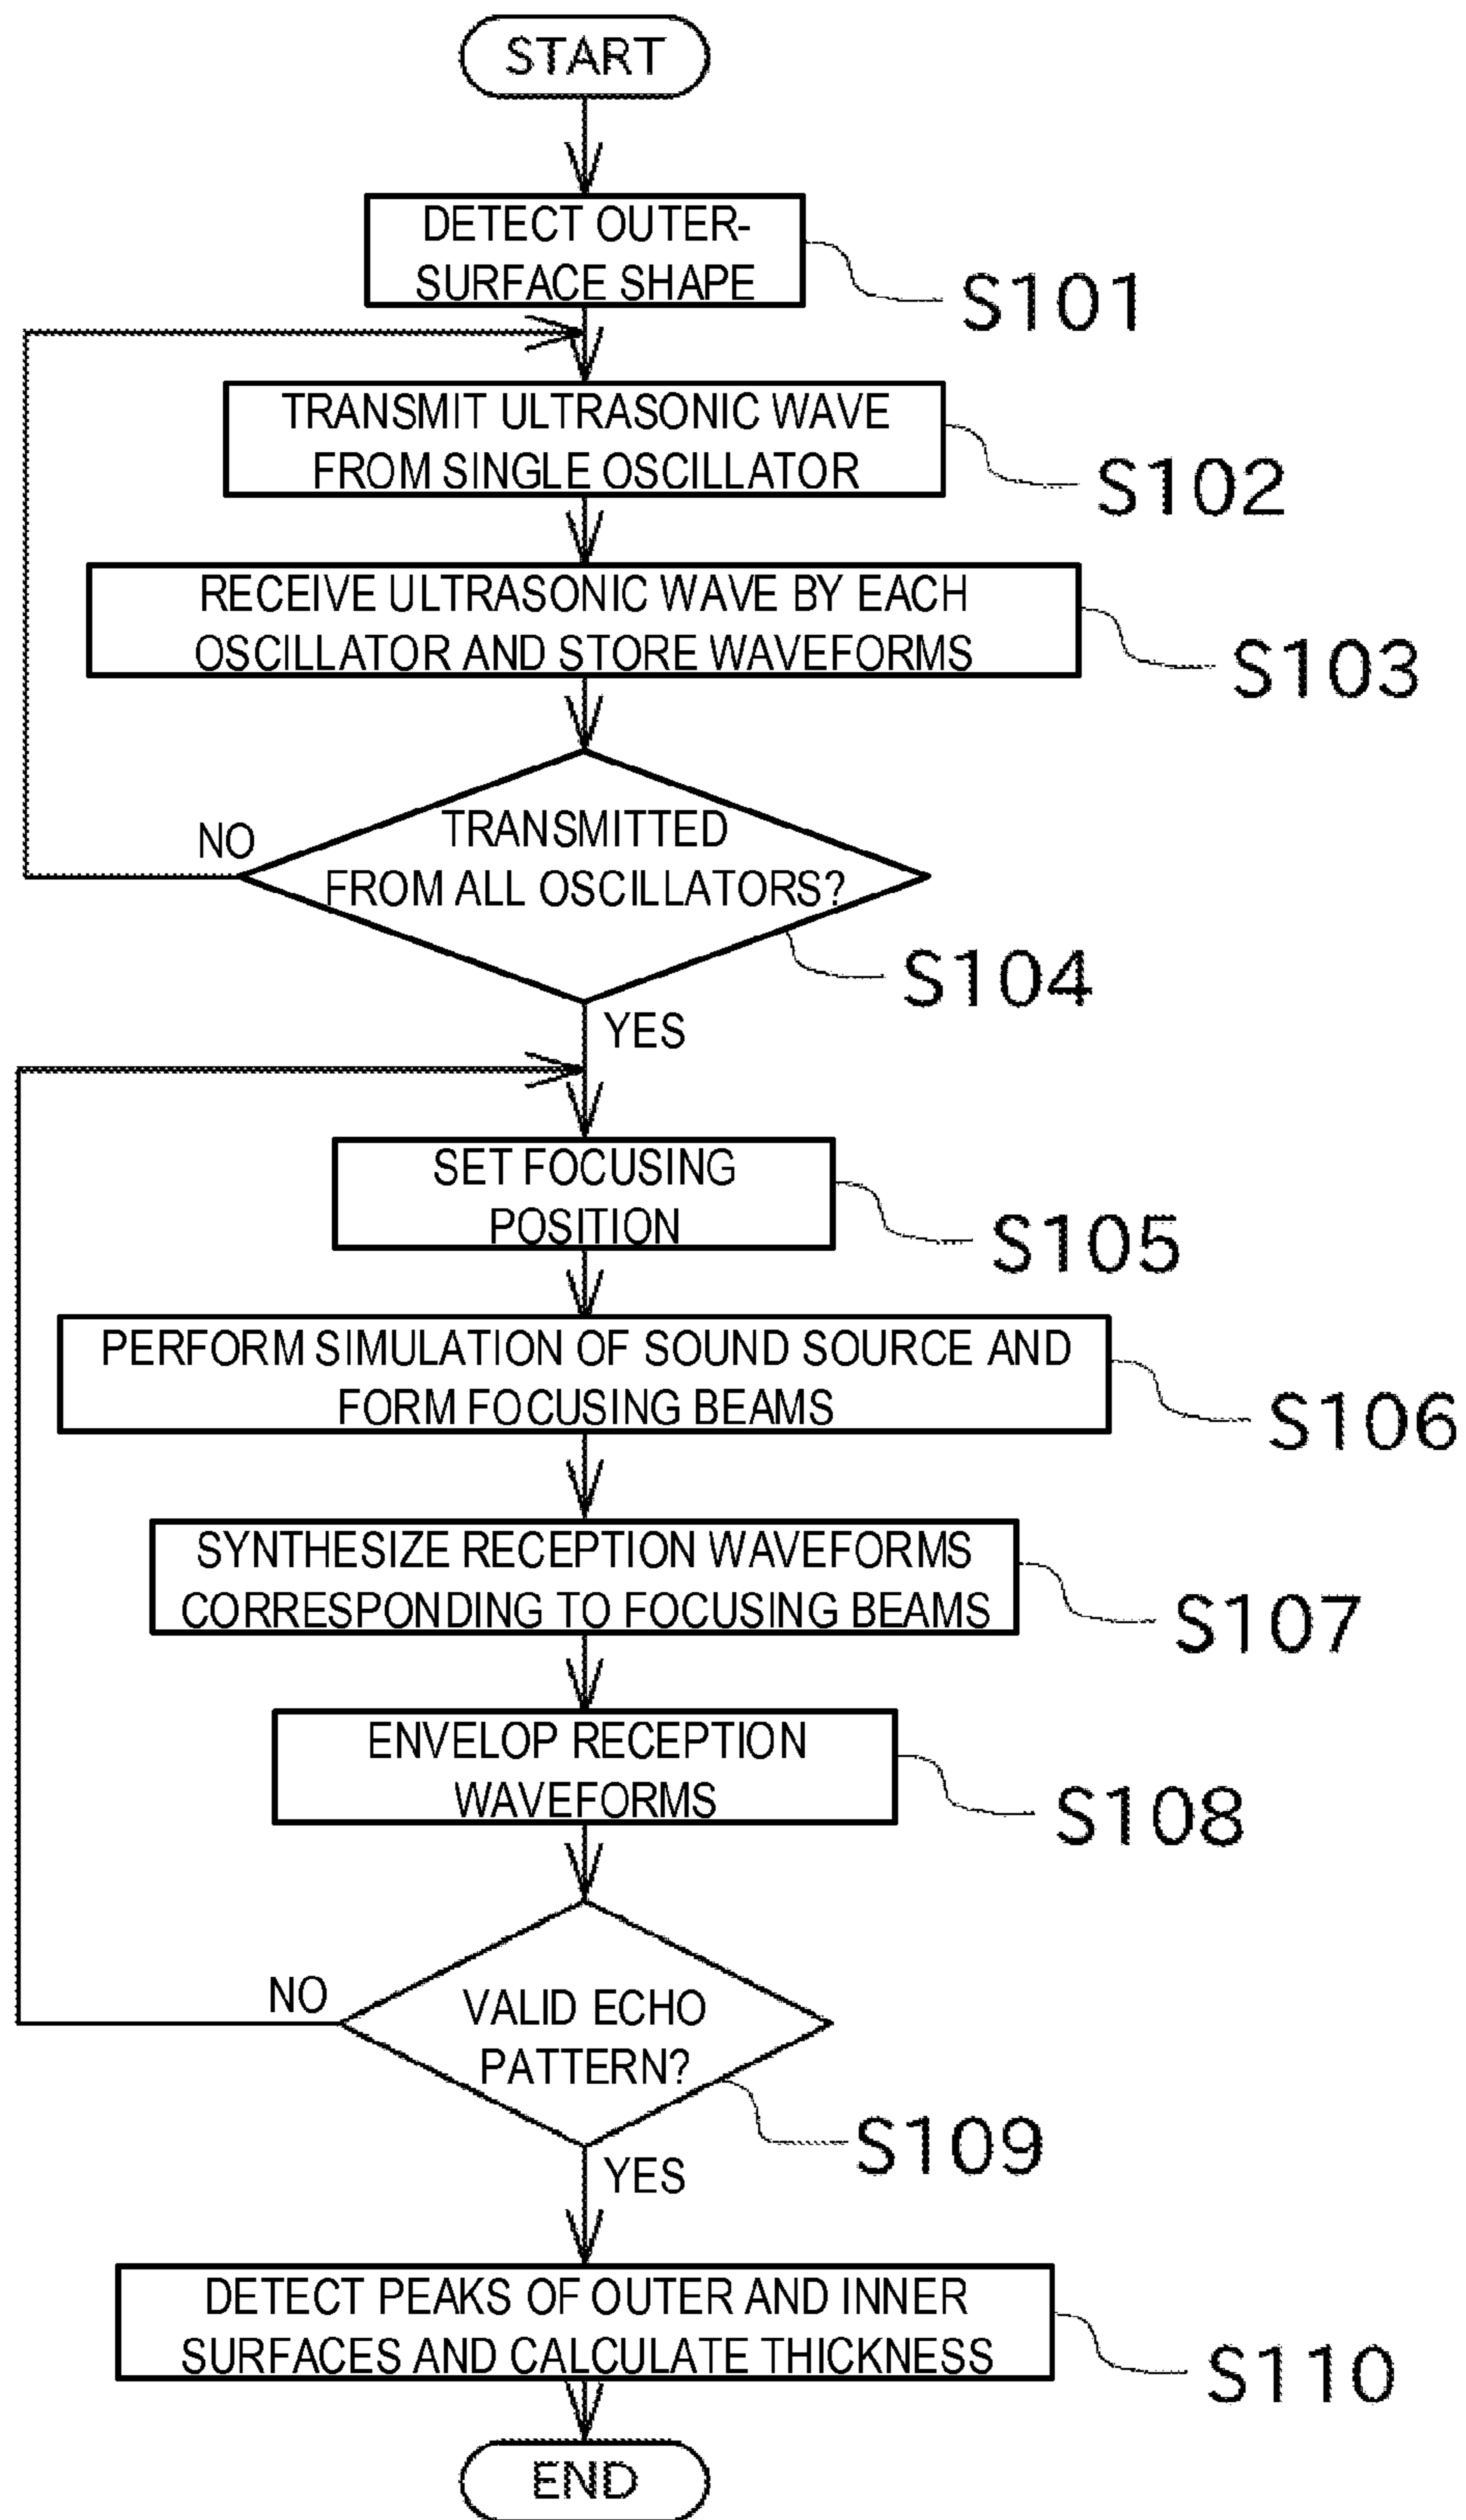 START
DETECT OUTER-
SURFACE SHAPE
S101
TRANSMIT ULTRASONIC WAVE
FROM SINGLE OSCILLATOR
S102
RECEIVE ULTRASONIC WAVE BY EACH
OSCILLATOR AND STORE WAVEFORMS
S103
TRANSMITTED
FROM ALL OSCILLATORS?
NO
S104
YES
SET FOCUSING
POSITION
S105
PERFORM SIMULATION OF SOUND SOURCE AND
FORM FOCUSING BEAMS
S106
SYNTHESIZE RECEPTION WAVEFORMS
CORRESPONDING TO FOCUSING BEAMS
S107
ENVELOP RECEPTION
WAVEFORMS
S108
NO
VALID ECHO
PATTERN?
S109
YES
DETECT PEAKS OF OUTER AND INNER
SURFACES AND CALCULATE THICKNESS
S110
END